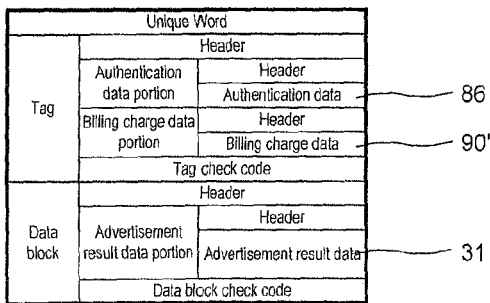 Unique Word
Tag
Header
Authentication
data portion
Header
Authentication data
86
Billing charge data
portion
Header
Billing charge data
90'
Tag check code
Data
block
Header
Advertisement
result data portion
Header
Advertisement result data
31
Data block check code